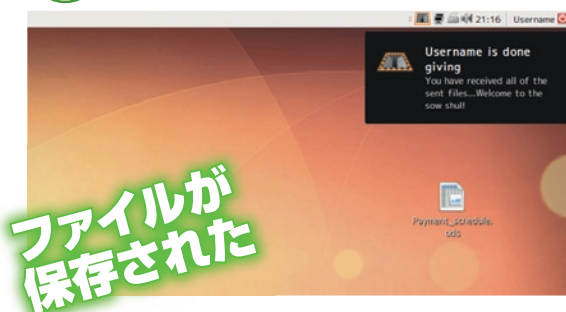 21:16 Username
Username is done
giving
You have received all of the
sent files...Welcome to the
sow shul!
Payment_schedule.
ods
ファイルが
保存された